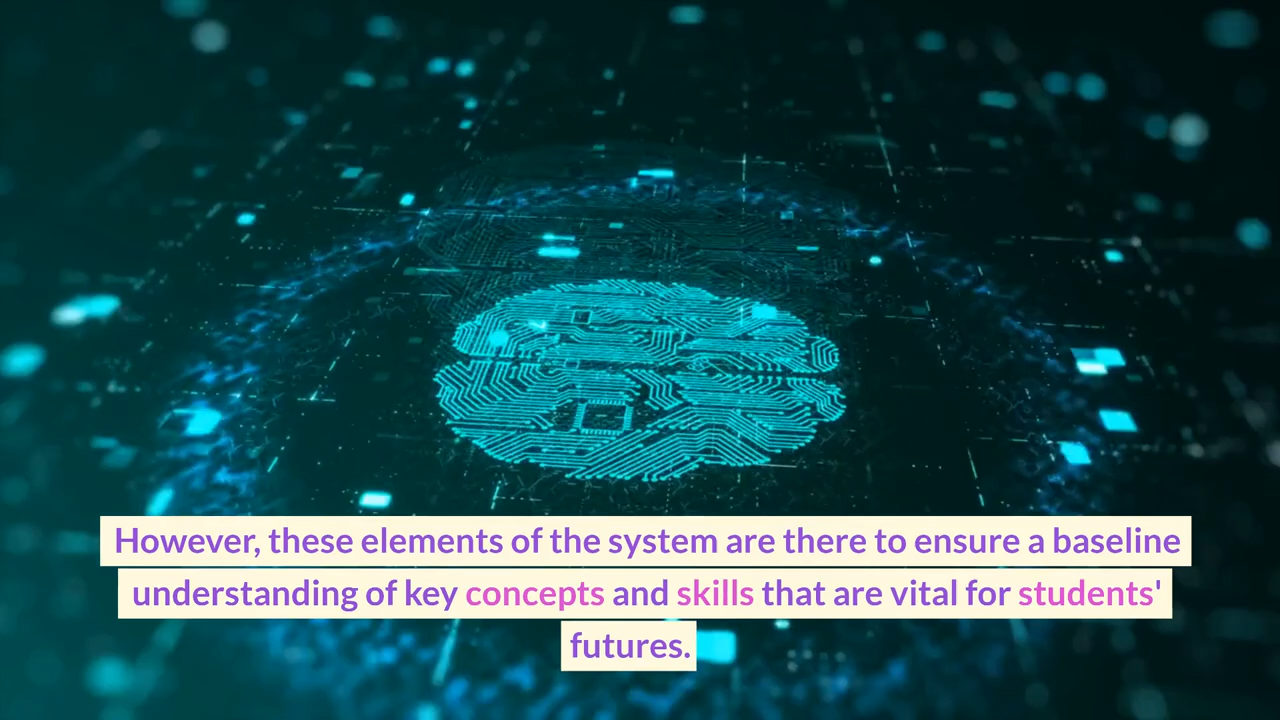 However, these elements of the system are there to ensure a baseline
understanding of key concepts and skills that are vital for students'
futures.